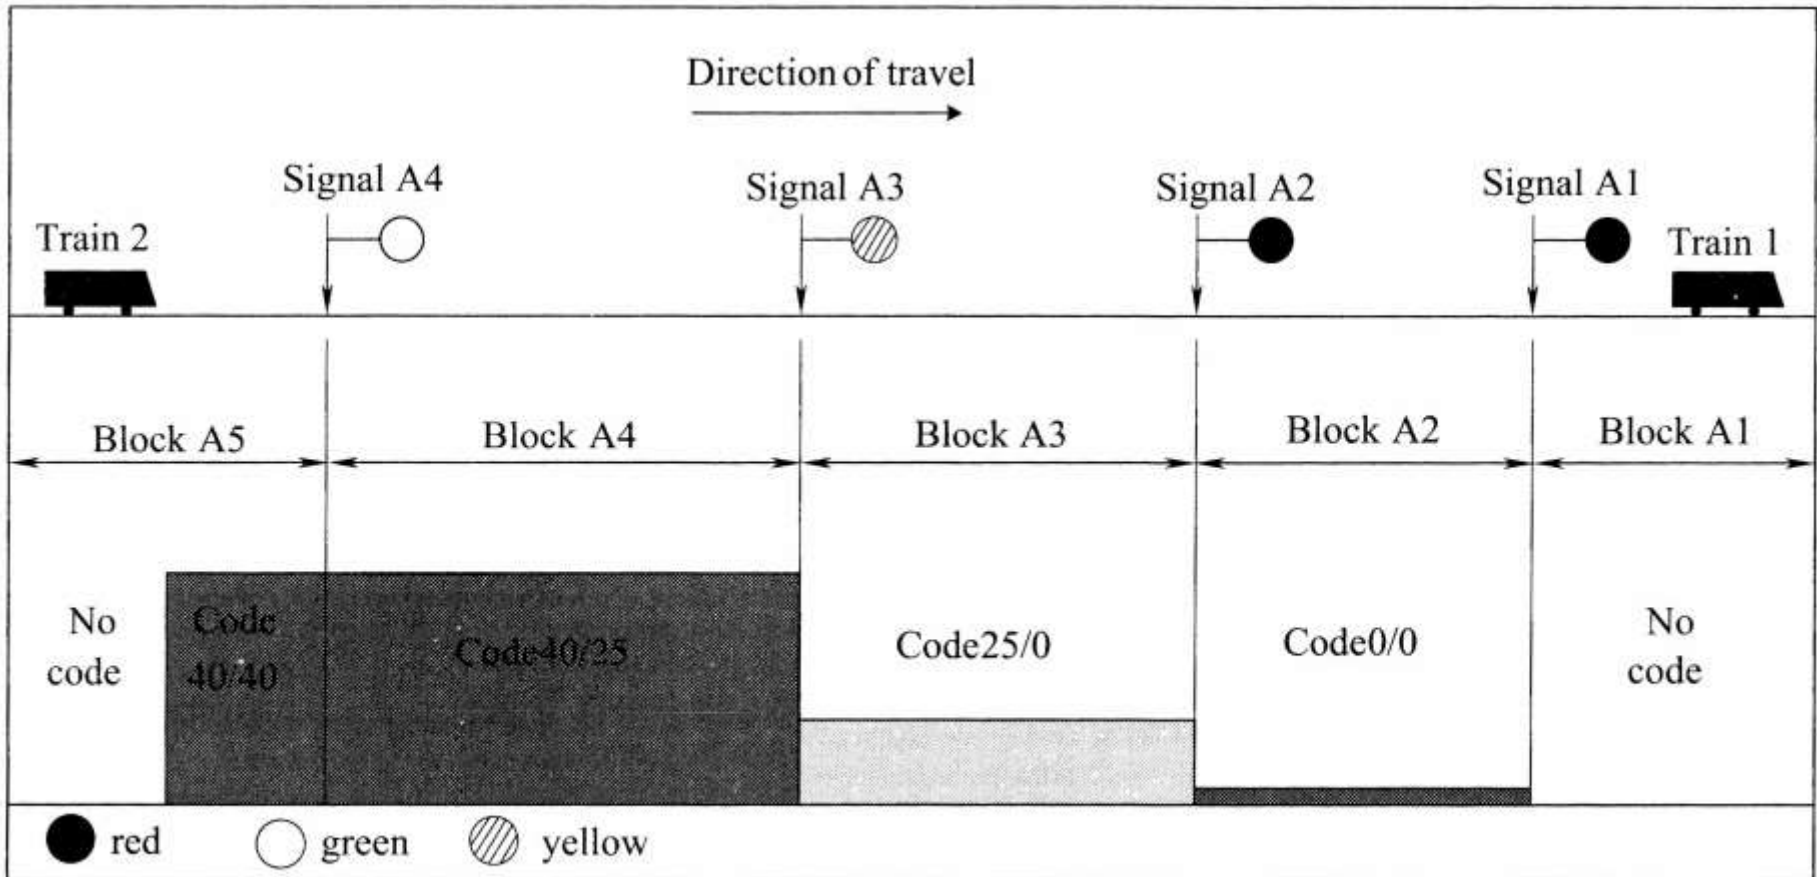 Direction of travel
Signal A4
Signal A3
Signal A2
Signal A1
Train 2
Train 1
Block A5
Block A4
Block A3
Block A2
Block A1
No
code
Code
40/40
Code40/25
Code25/0
Code0/0
No
code
red
green
yellow